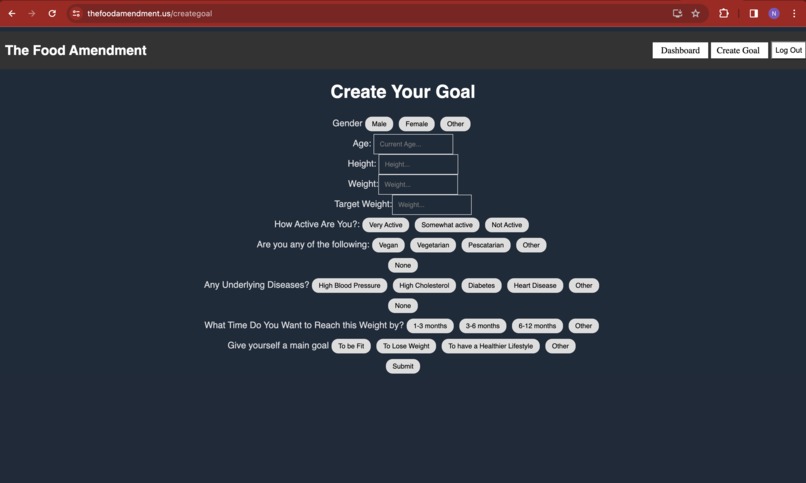 thefoodamendment.us/creategoal
N
The Food Amendment
Dashboard
Create Goal
Log Out
Create Your Goal
Gender Male Female Other
Age: Current Age...
Height: Height...
Weight: Weight...
Target Weight: Weight...
How Active Are You?: Very Active Somewhat active Not Active
Are you any of the following: Vegan Vegetarian Pescatarian Other
None
Any Underlying Diseases? High Blood Pressure High Cholesterol Diabetes Heart Disease Other
None
What Time Do You Want to Reach this Weight by? 1-3 months 3-6 months 6-12 months Other
Give yourself a main goal To be Fit To Lose Weight To have a Healthier Lifestyle Other
Submit